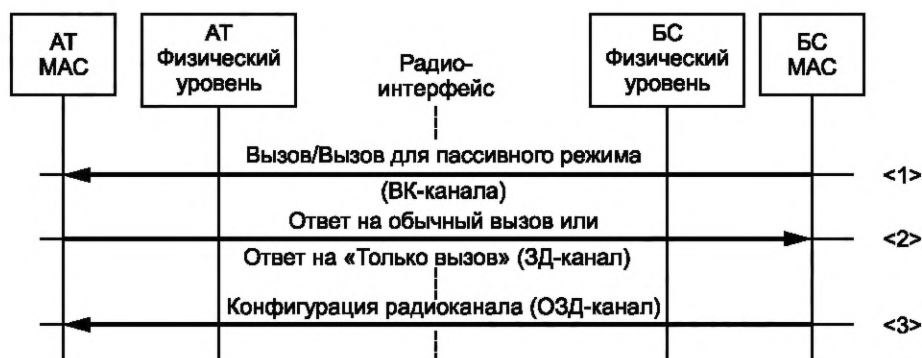 АТ
МАС
АТ
Физический
уровень
Радио-
интерфейс
БС
Физический
уровень
БС
МАС
Вызов/Вызов для пассивного режима
(ВК-канала)
<1>
Ответ на обычный вызов или
Ответ на «Только вызов» (ЗД-канал)
<2>
Конфигурация радиоканала (ОЗД-канал)
<3>